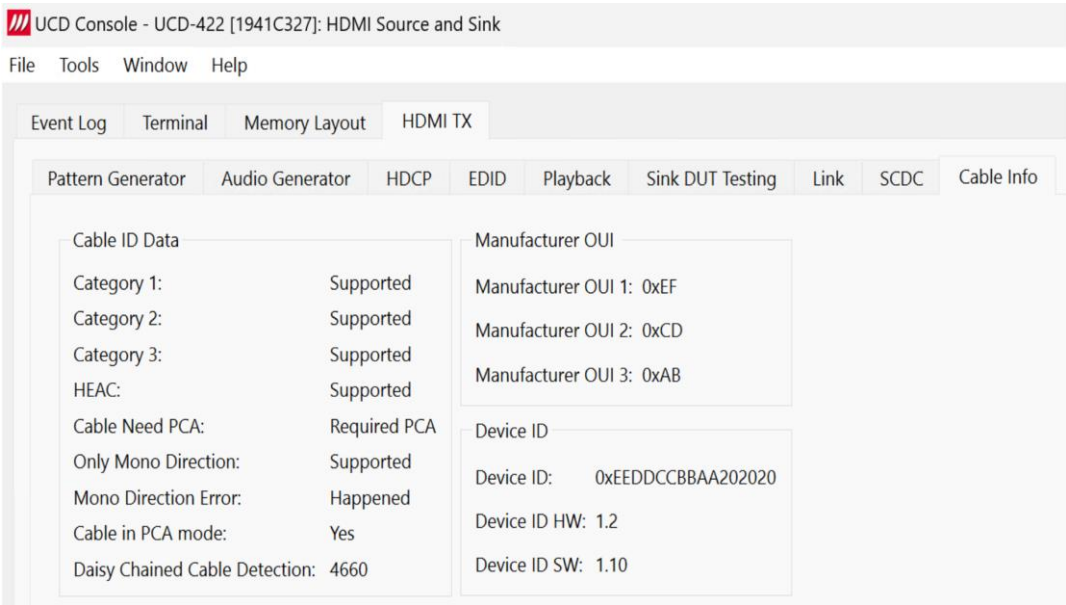 UCD Console - UCD-422 [1941C327]: HDMI Source and Sink
File Tools Window Help
Event Log Terminal Memory Layout HDMI TX
Pattern Generator Audio Generator HDCP EDID Playback Sink DUT Testing Link SCDC Cable Info
Cable ID Data
Category 1: Supported
Category 2: Supported
Category 3: Supported
HEAC: Supported
Cable Need PCA: Required PCA
Only Mono Direction: Supported
Mono Direction Error: Happened
Cable in PCA mode: Yes
Daisy Chained Cable Detection: 4660
Manufacturer OUI
Manufacturer OUI 1: 0xEF
Manufacturer OUI 2: 0xCD
Manufacturer OUI 3: 0xAB
Device ID
Device ID: 0xEEDDCCBBAA202020
Device ID HW: 1.2
Device ID SW: 1.10